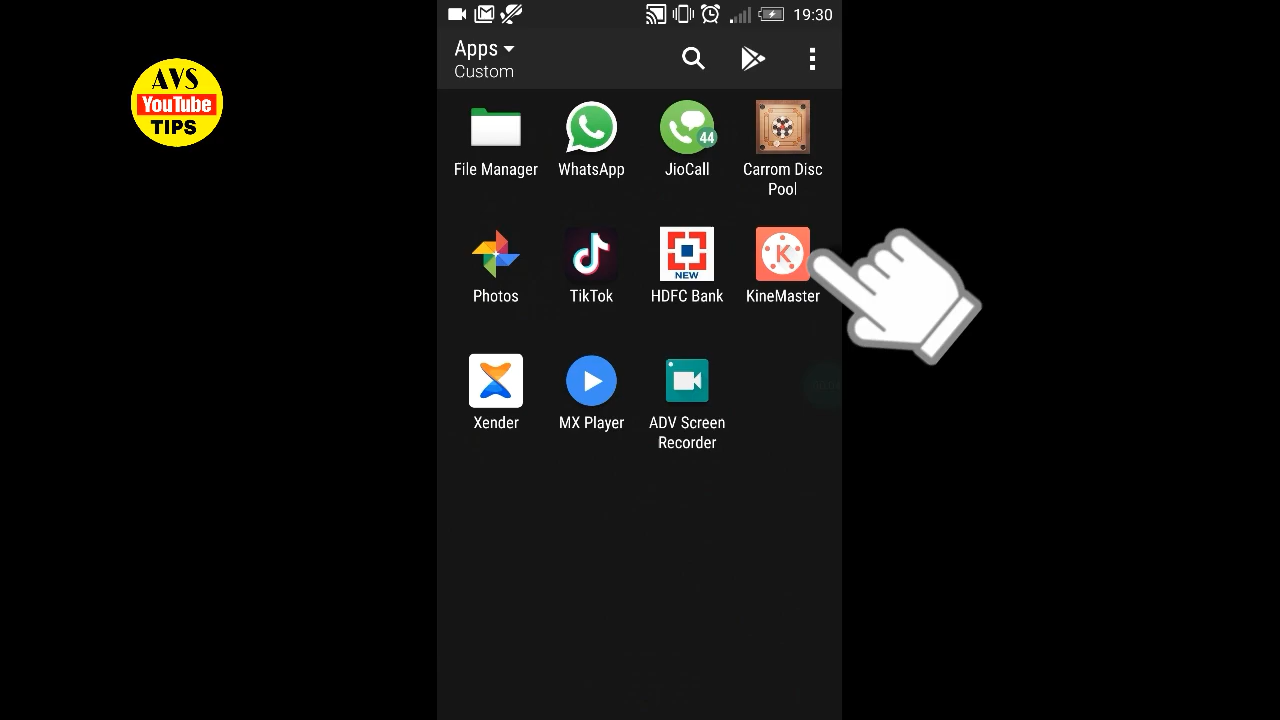 19:30
Apps
Custom
AVS
YouTube
TIPS
44
File Manager
WhatsApp
JioCall
Carrom Disc
Pool
NEW
Photos
TikTok
HDFC Bank
K
KineMaster
Xender
MX Player
ADV Screen
Recorder